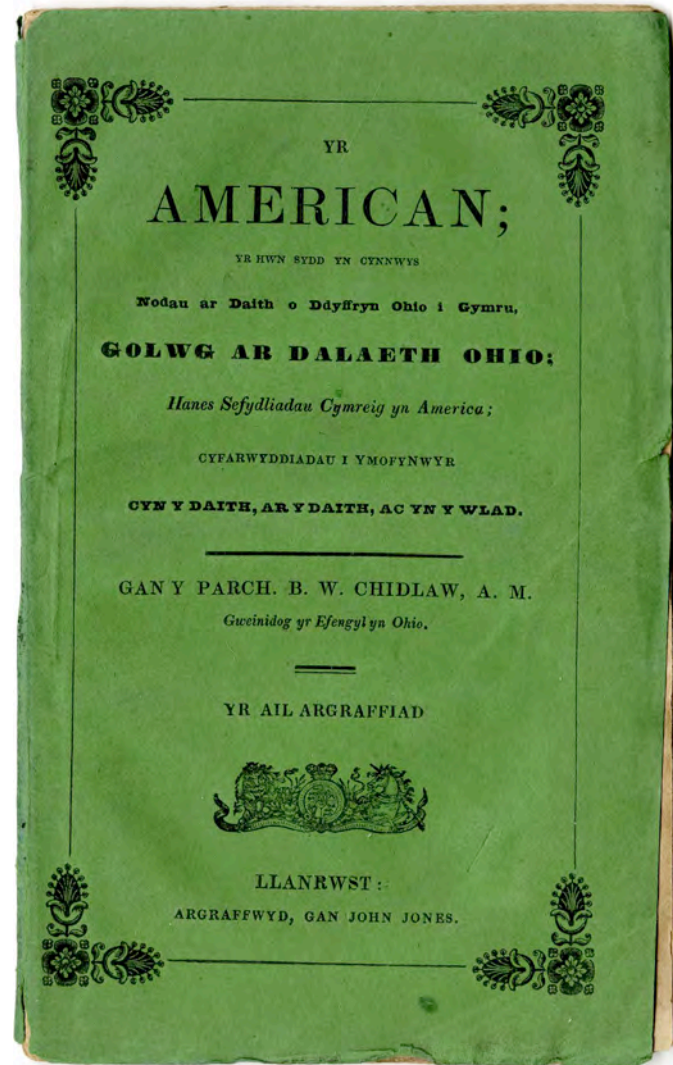 YR
AMERICAN;
YR HWN SYDD YN CYNNWYS
Nodau ar Daith o Ddyffryn Ohio i Gymru,
GOLWG AR DALAETH OHIO;
Hanes Sefydliadau Cymreig yn America;
CYFARWYDDIADAU I YMOFYNWYR
CYN Y DAITH, AR Y DAITH, AC YN Y WLAD.
GAN Y PARCH. B. W. CHIDLAW, A. M.
Gweinidog yr Efengyl yn Ohio.
YR AIL ARGRAFFIAD
LLANRWST:
ARGRAFFWYD, GAN JOHN JONES.